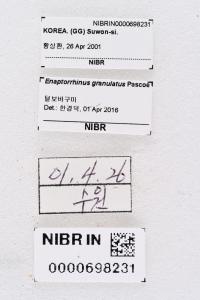 NIBRIN0000698231
KOREA. (GG) Suwon-si.
황상환, 26 Apr 2001
NIBR
Enaptorrhinus granulatus Pascoe
털보바구미
Det.: 한경덕, 01 Apr 2016
NIBR
01. 4. 26
수원
NIBR IN
0000698231